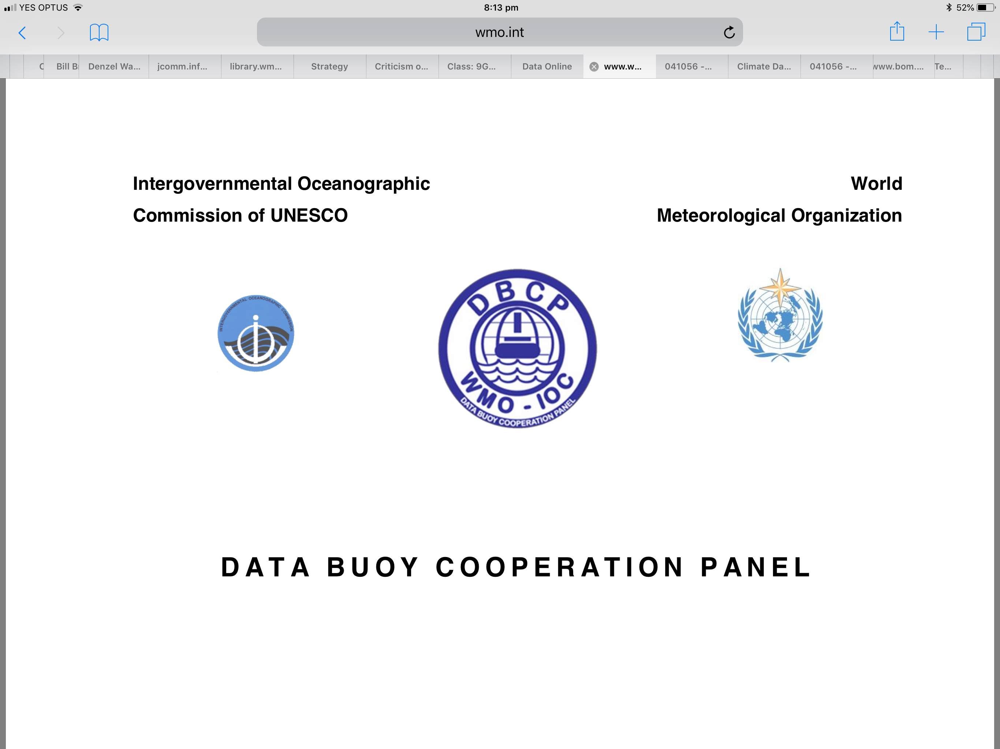 YES OPTUS
8:13 pm
52%
wmo.int
Bill B
Denzel Wa...
jcomm.inf...
library.wm...
Strategy
Criticism o...
Class: 9G...
Data Online
www.w...
041056 -...
Climate Da...
041056 -...
www.bom....
Te...
Intergovernmental Oceanographic
Commission of UNESCO
World
Meteorological Organization
INTERGOVERNMENTAL OCEANOGRAPHIC COMMISSION
DBCP
WMO - IOC
DATA BUOY COOPERATION PANEL
DATA BUOY COOPERATION PANEL